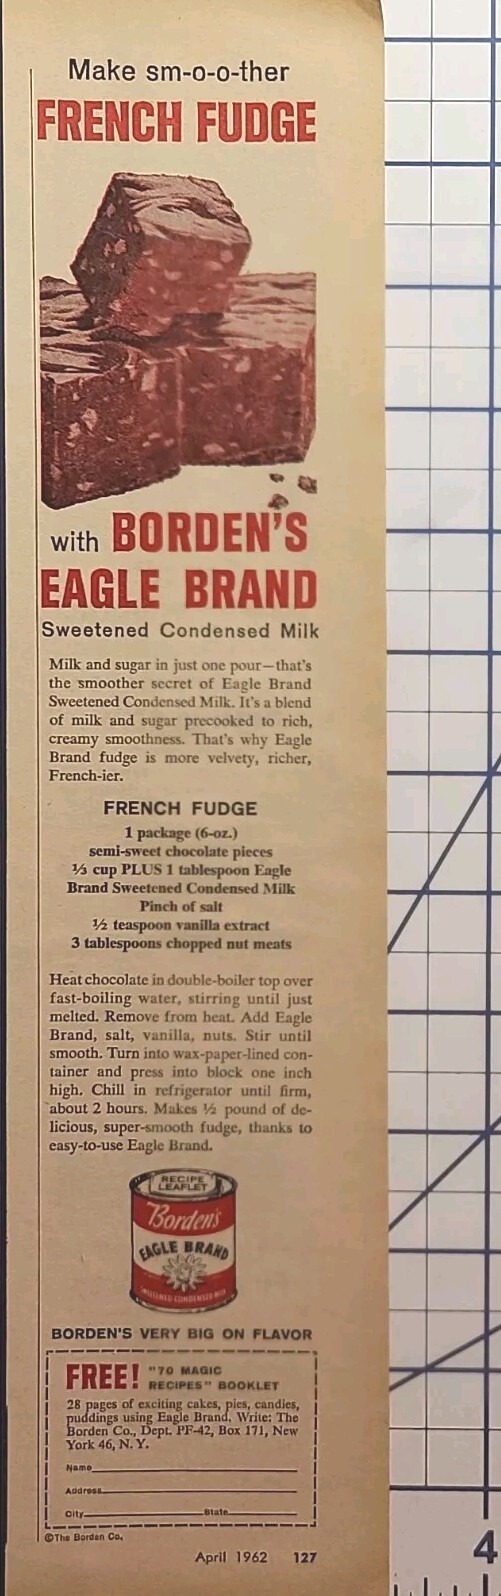 Make sm-o-o-ther
FRENCH FUDGE
with BORDEN'S
EAGLE BRAND
Sweetened Condensed Milk
Milk and sugar in just one pour—that's
the smoother secret of Eagle Brand
Sweetened Condensed Milk. It's a blend
of milk and sugar precooked to rich,
creamy smoothness. That's why Eagle
Brand fudge is more velvety, richer,
French-ier.
FRENCH FUDGE
1 package (6-oz.)
semi-sweet chocolate pieces
⅓ cup PLUS 1 tablespoon Eagle
Brand Sweetened Condensed Milk
Pinch of salt
½ teaspoon vanilla extract
3 tablespoons chopped nut meats
Heat chocolate in double-boiler top over
fast-boiling water, stirring until just
melted. Remove from heat. Add Eagle
Brand, salt, vanilla, nuts. Stir until
smooth. Turn into wax-paper-lined con-
tainer and press into block one inch
high. Chill in refrigerator until firm,
about 2 hours. Makes ½ pound of de-
licious, super-smooth fudge, thanks to
easy-to-use Eagle Brand.
RECIPE
LEAFLET
Borden's
EAGLE BRAND
SWEETENED CONDENSED MILK
BORDEN'S VERY BIG ON FLAVOR
FREE! "70 MAGIC
RECIPES" BOOKLET
28 pages of exciting cakes, pies, candies,
puddings using Eagle Brand. Write: The
Borden Co., Dept. PF-42, Box 171, New
York 46, N. Y.
Name
Address
City State
©The Borden Co.
April 1962 127
4